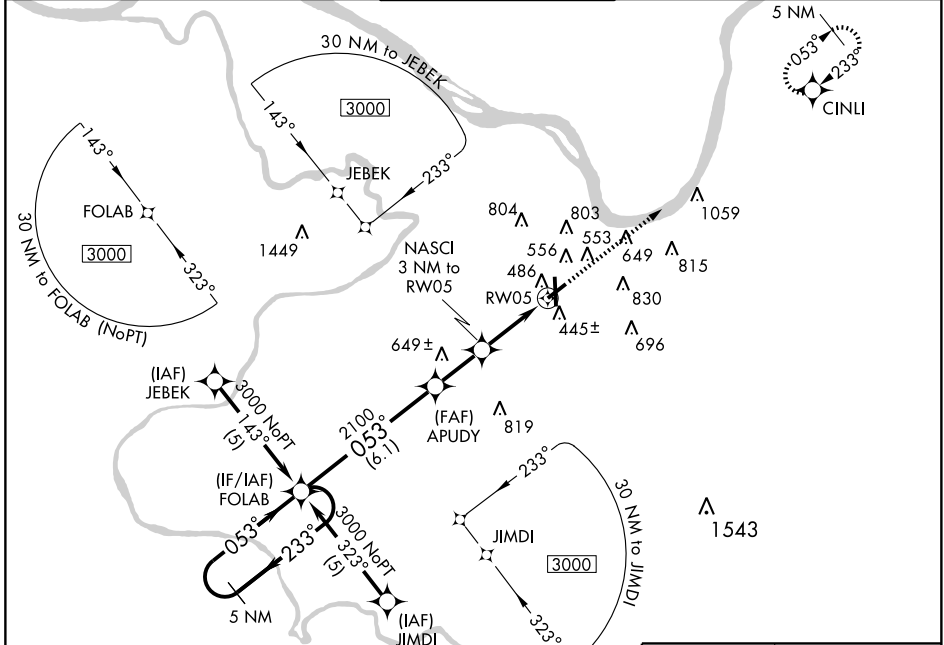 5 NM
053°
233°
CINLI
30 NM to JEBEK
3000
143°
233°
JEBEK
143°
FOLAB
3000
323°
30 NM to FOLAB (NoPT)
1449
804
803
1059
556
553
649
815
NASCI
3 NM to
RW05
486
RW05
830
445±
696
649±
(IAF)
JEBEK
3000 NoPT
143°
(5)
2100
053°
(6.1)
(FAF)
APUDY
819
(IF/IAF)
FOLAB
053°
233°
5 NM
3000 NoPT
323°
(5)
(IAF)
JIMDI
233°
JIMDI
3000
323°
30 NM to JIMDI
1543